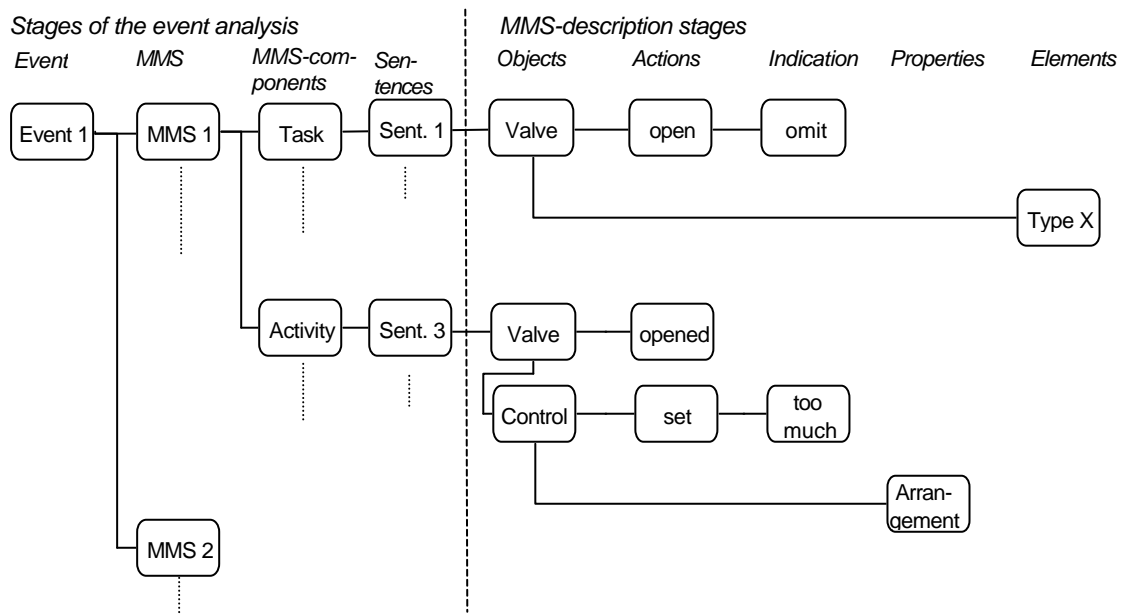 Stages of the event analysis
MMS-description stages
Event
MMS
MMS-com-
ponents
Sen-
tences
Objects
Actions
Indication
Properties
Elements
Event 1
MMS 1
Task
Sent. 1
Valve
open
omit
Type X
Activity
Sent. 3
Valve
opened
Control
set
too
much
Arran-
gement
MMS 2